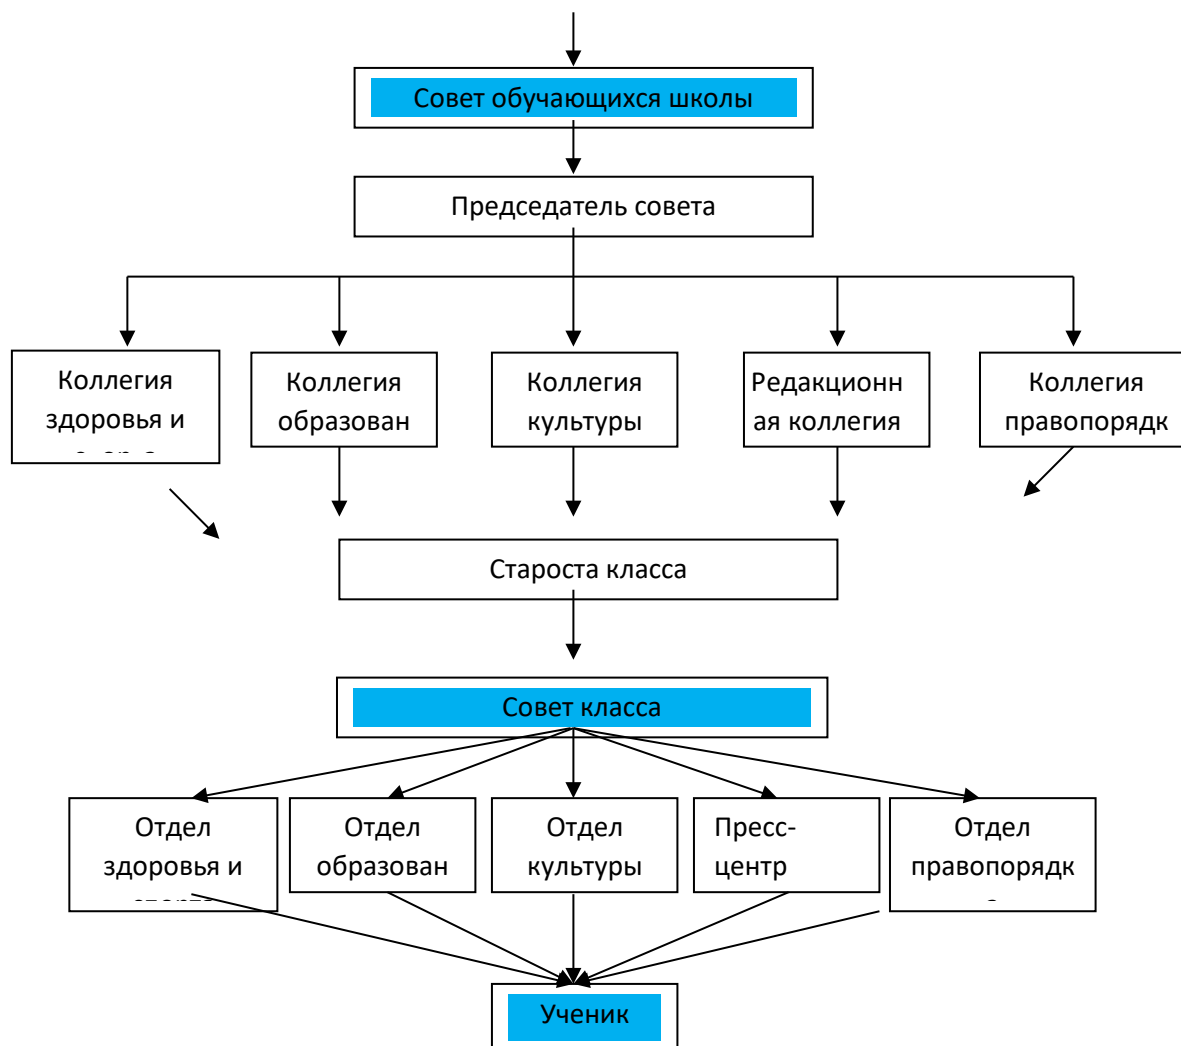 Совет обучающихся школы
Председатель совета
Коллегия
здоровья и
Коллегия
образован
Коллегия
культуры
Редакционн
ая коллегия
Коллегия
правопорядк
Староста класса
Совет класса
Отдел
здоровья и
Отдел
образован
Отдел
культуры
Пресс-
центр
Отдел
правопорядк
Ученик